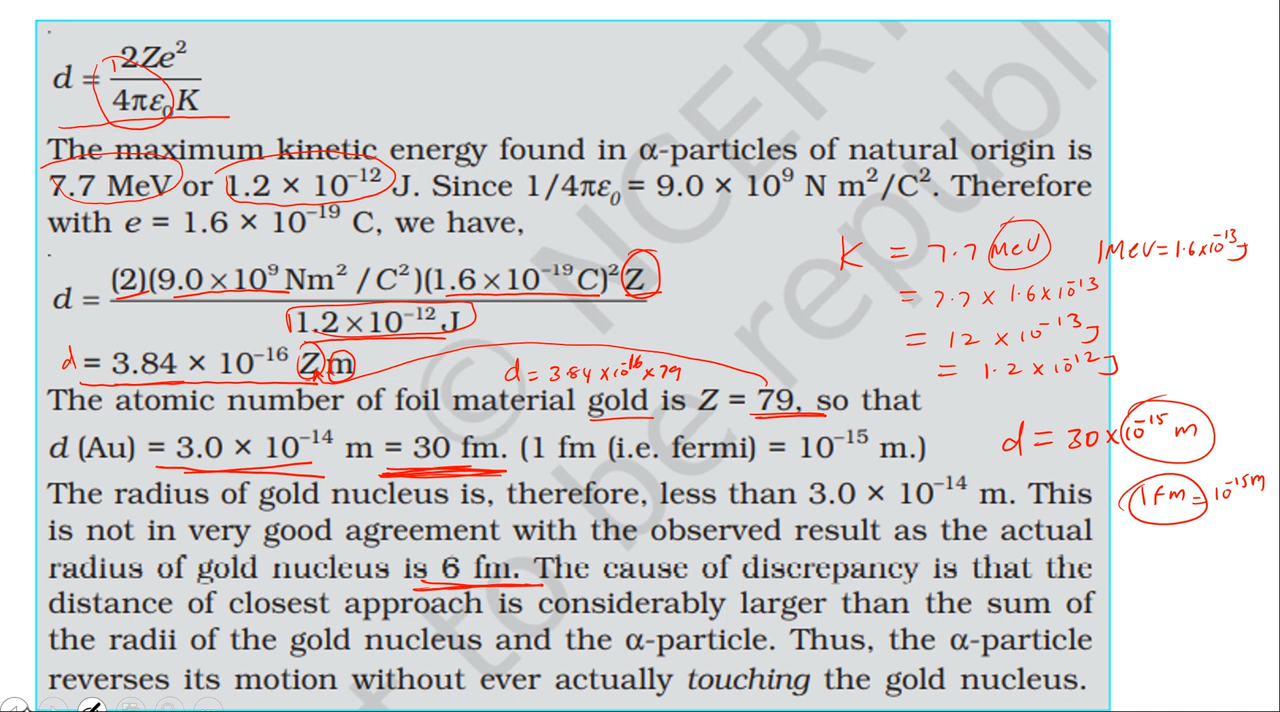 d = 2Ze²/4πε₀K
The maximum kinetic energy found in α-particles of natural origin is
7.7 MeV or 1.2 × 10⁻¹² J. Since 1/4πε₀ = 9.0 × 10⁹ N m²/C². Therefore
with e = 1.6 × 10⁻¹⁹ C, we have,
d = (2)(9.0 × 10⁹ Nm² / C²)(1.6 × 10⁻¹⁹ C)² Z / 1.2 × 10⁻¹² J
d = 3.84 × 10⁻¹⁶ Z m
d = 3.84 × 10⁻¹⁶ × 79
The atomic number of foil material gold is Z = 79, so that
d (Au) = 3.0 × 10⁻¹⁴ m = 30 fm. (1 fm (i.e. fermi) = 10⁻¹⁵ m.)
The radius of gold nucleus is, therefore, less than 3.0 × 10⁻¹⁴ m. This
is not in very good agreement with the observed result as the actual
radius of gold nucleus is 6 fm. The cause of discrepancy is that the
distance of closest approach is considerably larger than the sum of
the radii of the gold nucleus and the α-particle. Thus, the α-particle
reverses its motion without ever actually touching the gold nucleus.
K = 7.7 MeV
1MeV = 1.6×10⁻¹³J
= 7.7 × 1.6×10⁻¹³
= 12 × 10⁻¹³J
= 1.2 × 10⁻¹²J
d = 30×10⁻¹⁵ m
1 Fm = 10⁻¹⁵m
© NCER
t to be republi